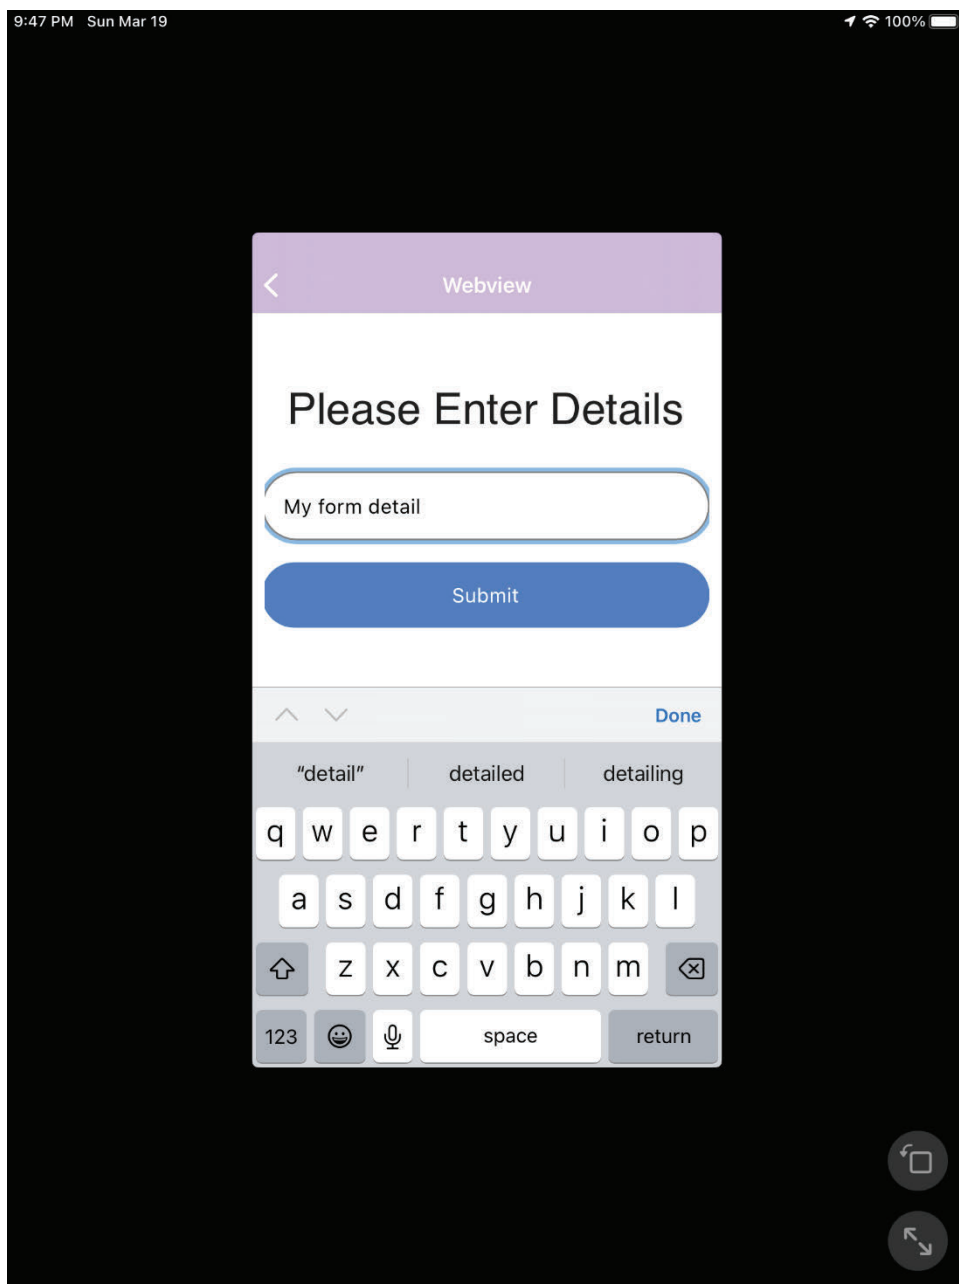 9:47 PM Sun Mar 19
100%
Webview
Please Enter Details
My form detail
Submit
Done
“detail” detailed detailing
q w e r t y u i o p
a s d f g h j k l
z x c v b n m
123 space return